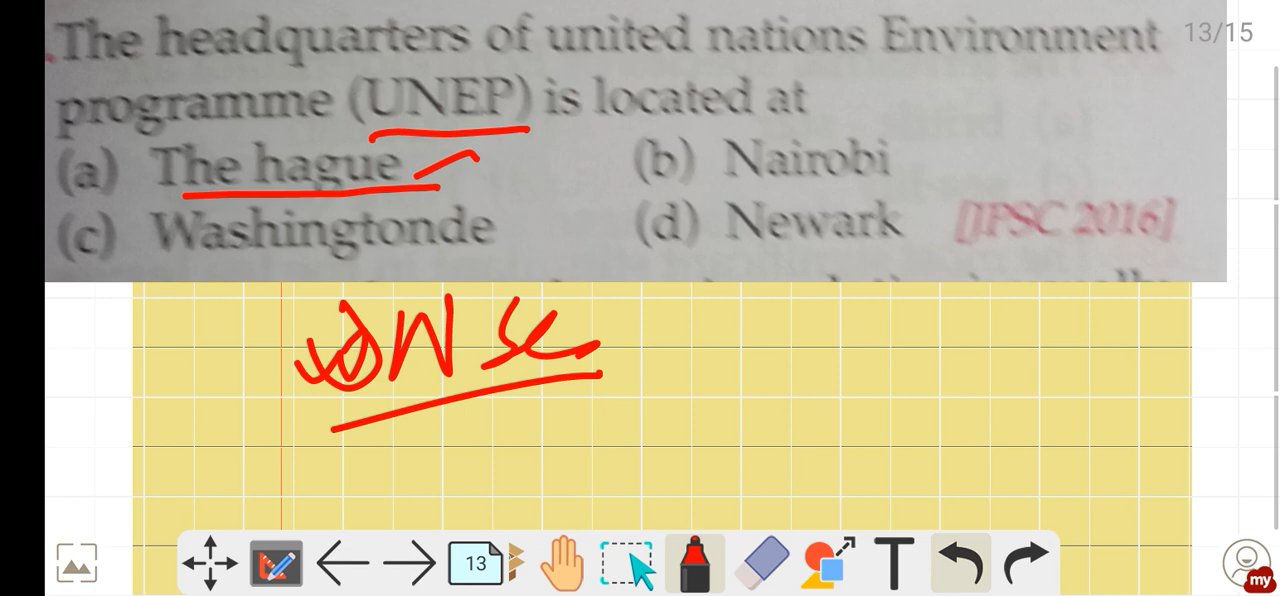 The headquarters of united nations Environment 13/15
programme (UNEP) is located at
(a) The hague (b) Nairobi
(c) Washingtonde (d) Newark [JPSC 2016]
13 T
my